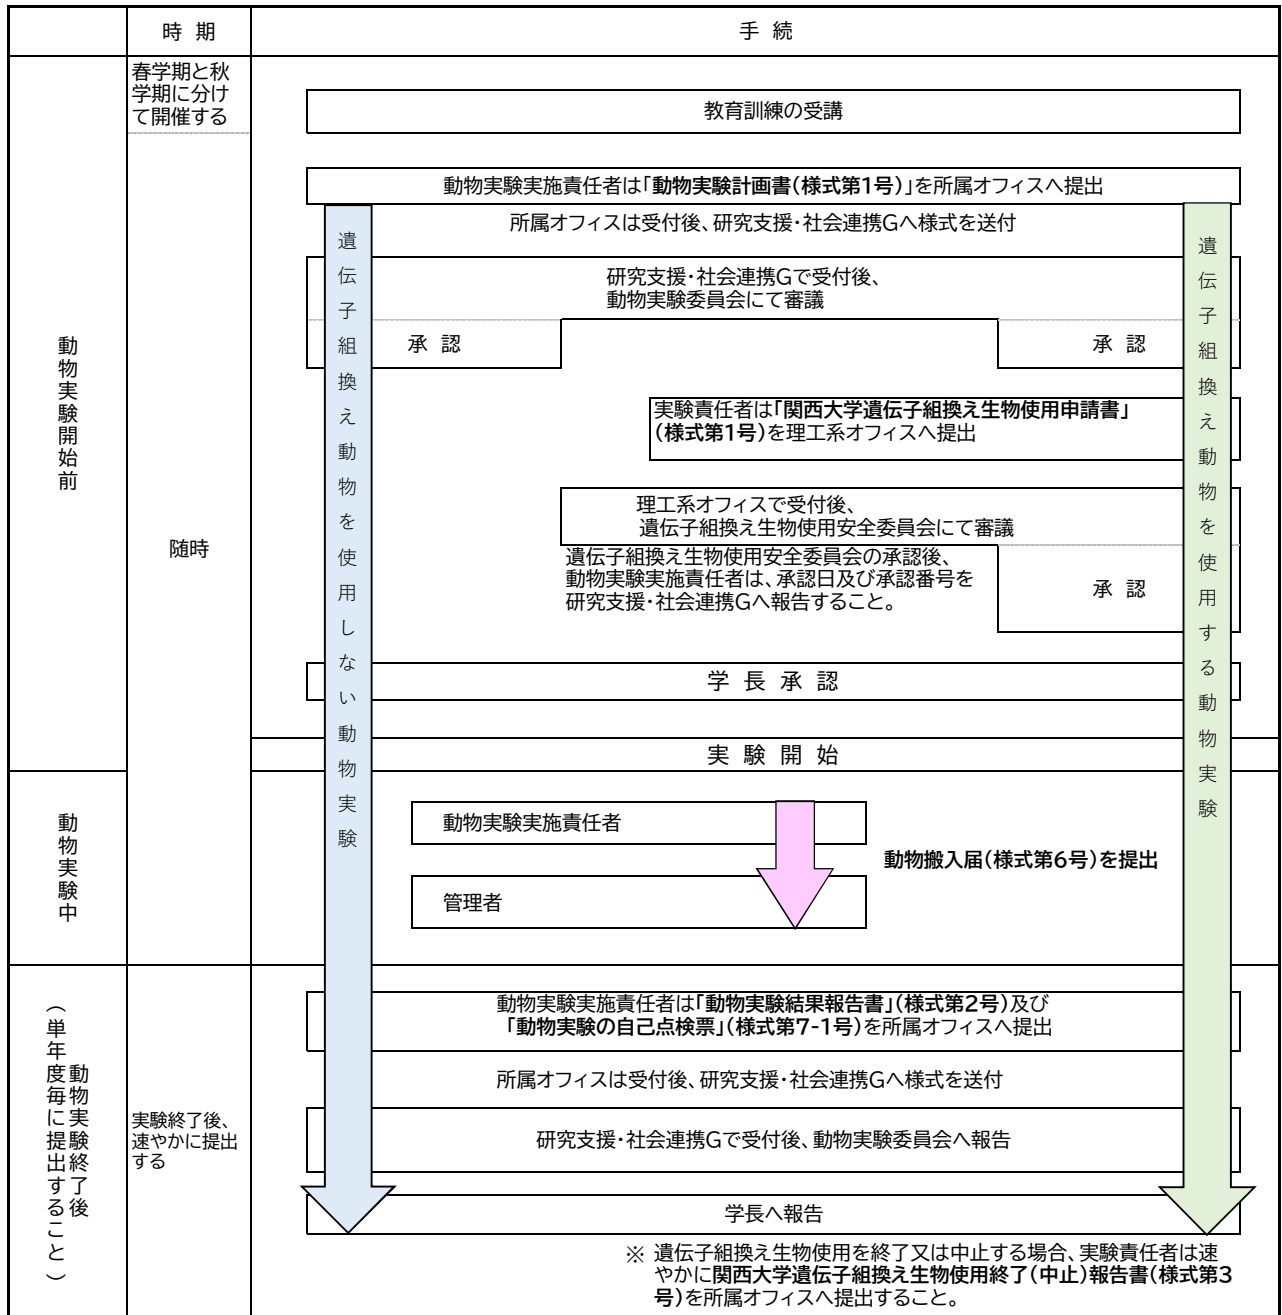 時 期
手 続
動物実験開始前
春学期と秋
学期に分け
て開催する
随時
教育訓練の受講
動物実験実施責任者は「動物実験計画書(様式第1号)」を所属オフィスへ提出
所属オフィスは受付後、研究支援・社会連携Gへ様式を送付
遺伝子組換え動物を使用しない動物実験
遺伝子組換え動物を使用する動物実験
研究支援・社会連携Gで受付後、
動物実験委員会にて審議
承 認
承 認
実験責任者は「関西大学遺伝子組換え生物使用申請書」
(様式第1号)を理工系オフィスへ提出
理工系オフィスで受付後、
遺伝子組換え生物使用安全委員会にて審議
遺伝子組換え生物使用安全委員会の承認後、
動物実験実施責任者は、承認日及び承認番号を
研究支援・社会連携Gへ報告すること。
承 認
学 長 承 認
実 験 開 始
動物実験中
動物実験実施責任者
動物搬入届(様式第6号)を提出
管理者
動物実験終了後
(単年度毎に提出すること)
実験終了後、
速やかに提出
する
動物実験実施責任者は「動物実験結果報告書」(様式第2号)及び
「動物実験の自己点検票」(様式第7-1号)を所属オフィスへ提出
所属オフィスは受付後、研究支援・社会連携Gへ様式を送付
研究支援・社会連携Gで受付後、動物実験委員会へ報告
学長へ報告
※ 遺伝子組換え生物使用を終了又は中止する場合、実験責任者は速
やかに関西大学遺伝子組換え生物使用終了(中止)報告書(様式第3
号)を所属オフィスへ提出すること。